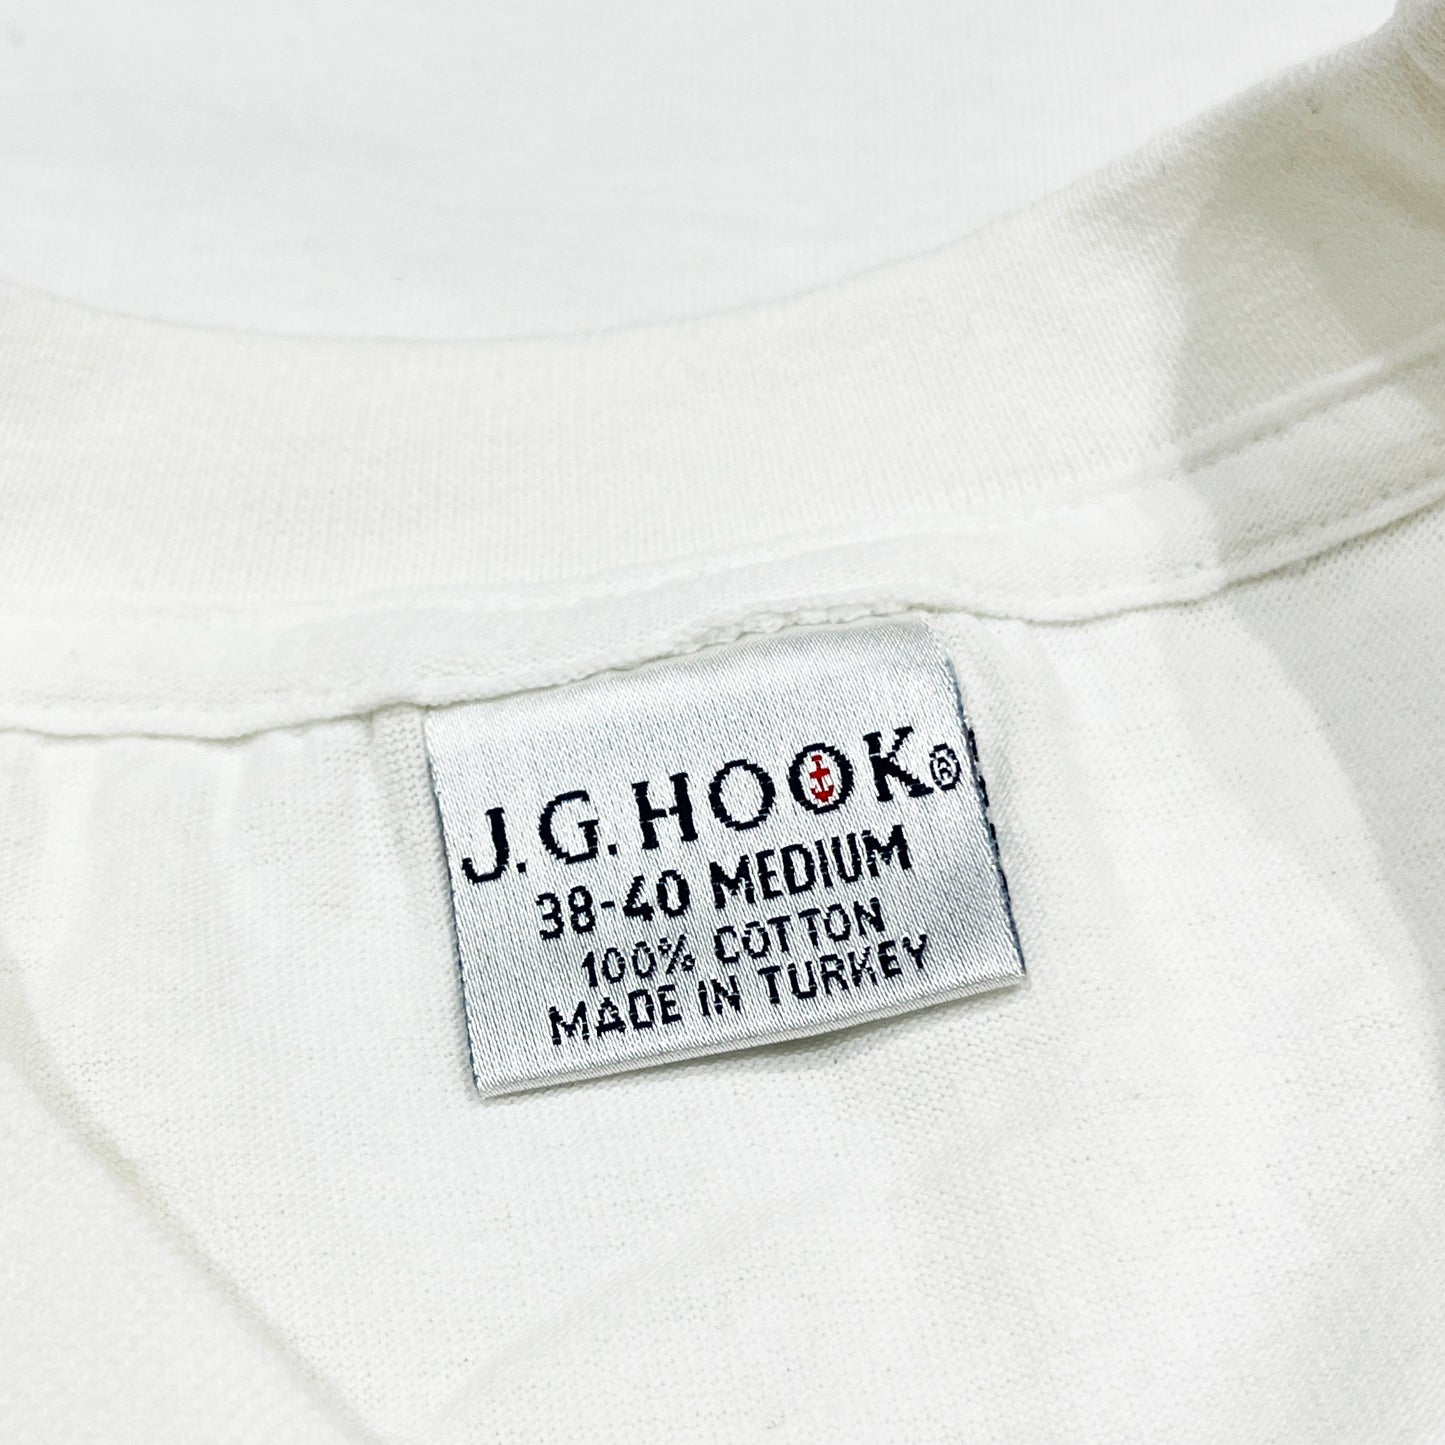 J.G. HOOK®
38-40 MEDIUM
100% COTTON
MADE IN TURKEY